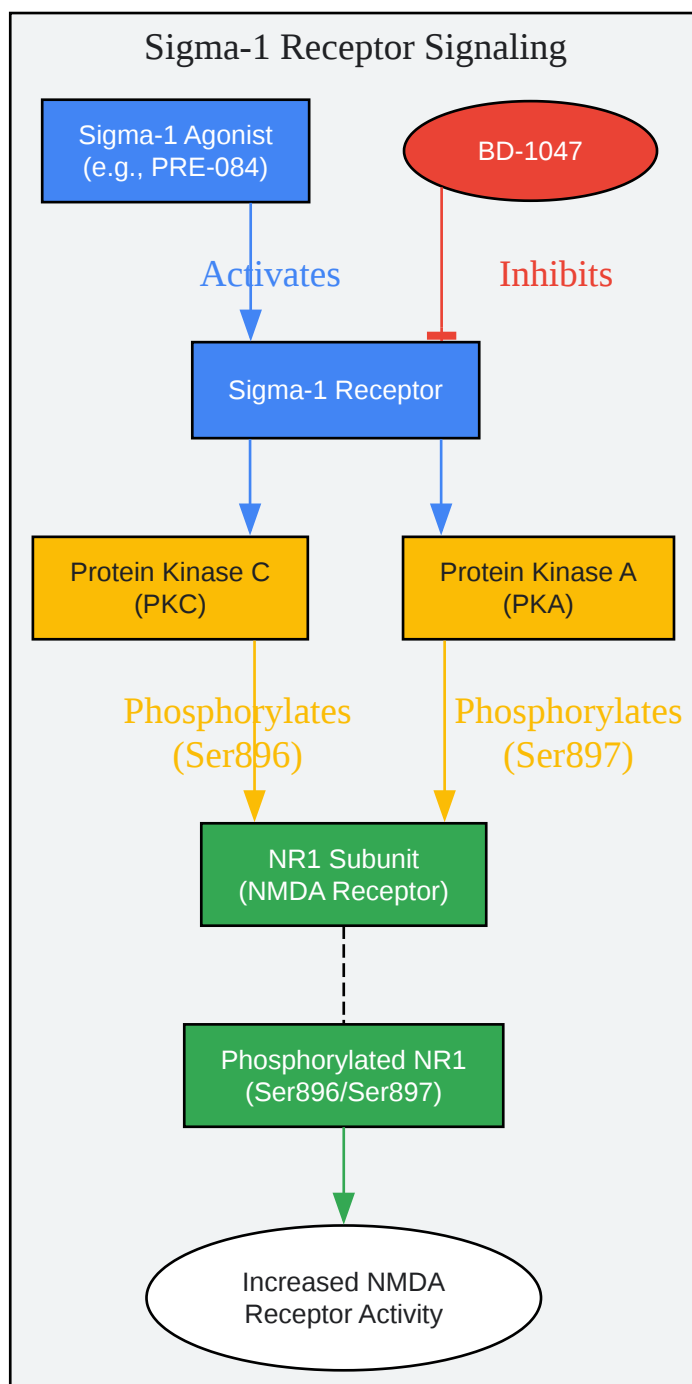 Sigma-1 Receptor Signaling
Sigma-1 Agonist
(e.g., PRE-084)
BD-1047
Activates
Inhibits
Sigma-1 Receptor
Protein Kinase C
(PKC)
Protein Kinase A
(PKA)
Phosphorylates
(Ser896)
Phosphorylates
(Ser897)
NR1 Subunit
(NMDA Receptor)
Phosphorylated NR1
(Ser896/Ser897)
Increased NMDA
Receptor Activity